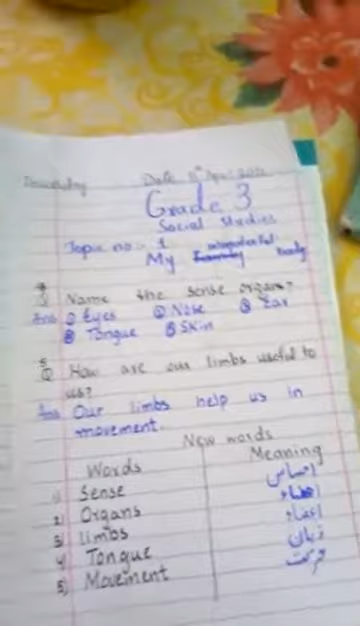 Grade 3
Social Studies
Topic no:- 1
My Body
Q Name the sense organs?
Ans ① Eyes ② Nose ③ Ear
④ Tongue ⑤ Skin
Q How are our limbs useful to
us?
Ans Our limbs help us in
movement.
New words
Words Meaning
1) Sense احساس
2) Organs اعضاء
3) limbs اعضاء
4) Tongue زبان
5) Movement حرکت